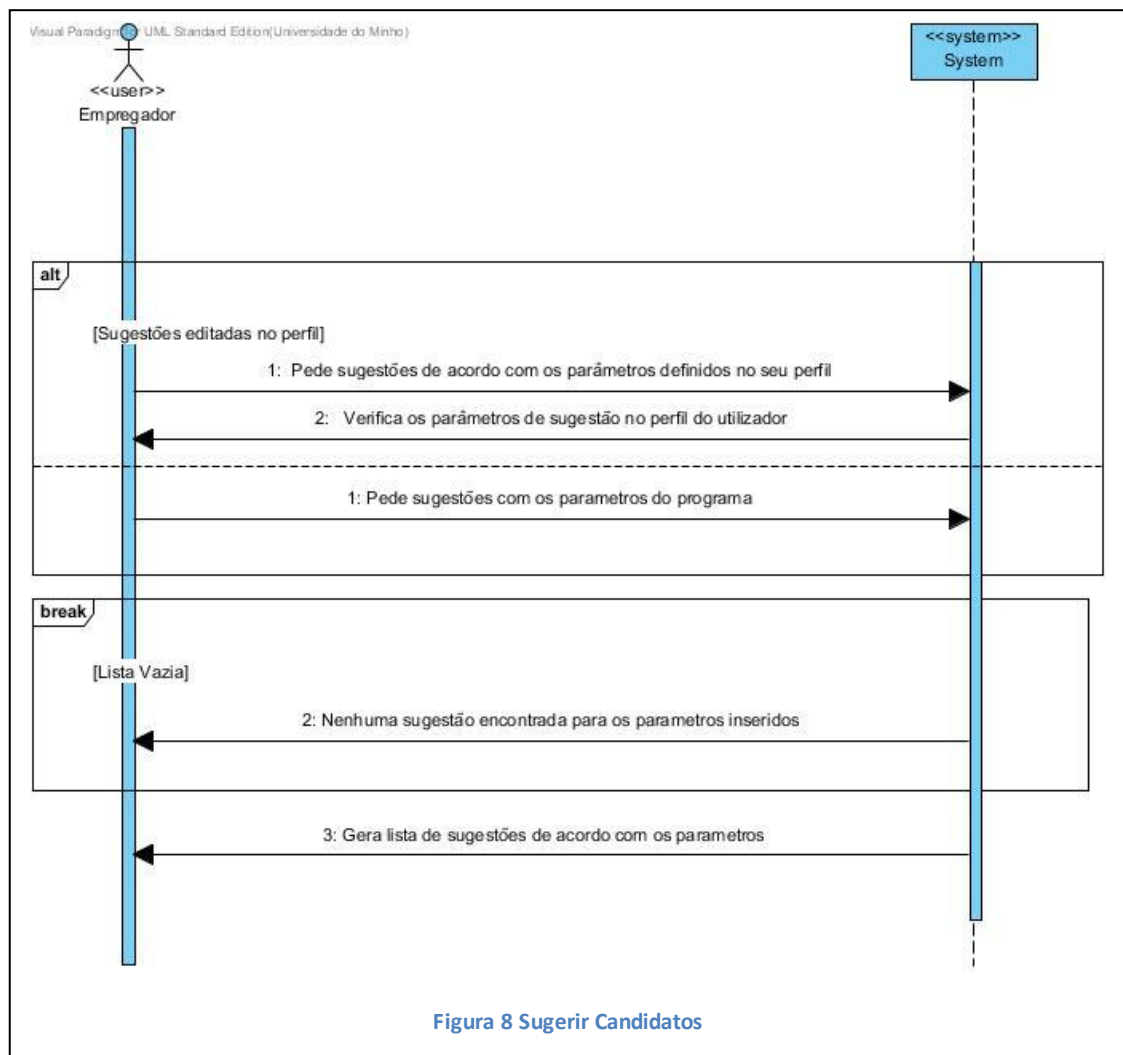 Visual Paradigm for UML Standard Edition(Universidade do Minho)
<<system>>
System
<<user>>
Empregador
alt
[Sugestões editadas no perfil]
1: Pede sugestões de acordo com os parâmetros definidos no seu perfil
2: Verifica os parâmetros de sugestão no perfil do utilizador
1: Pede sugestões com os parametros do programa
break
[Lista Vazia]
2: Nenhuma sugestão encontrada para os parametros inseridos
3: Gera lista de sugestões de acordo com os parametros
Figura 8 Sugerir Candidatos